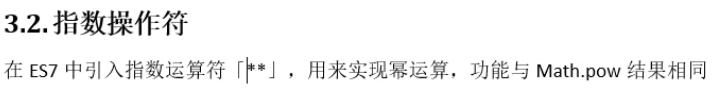 3.2. 指数操作符
在 ES7 中引入指数运算符「**」，用来实现幂运算，功能与 Math.pow 结果相同